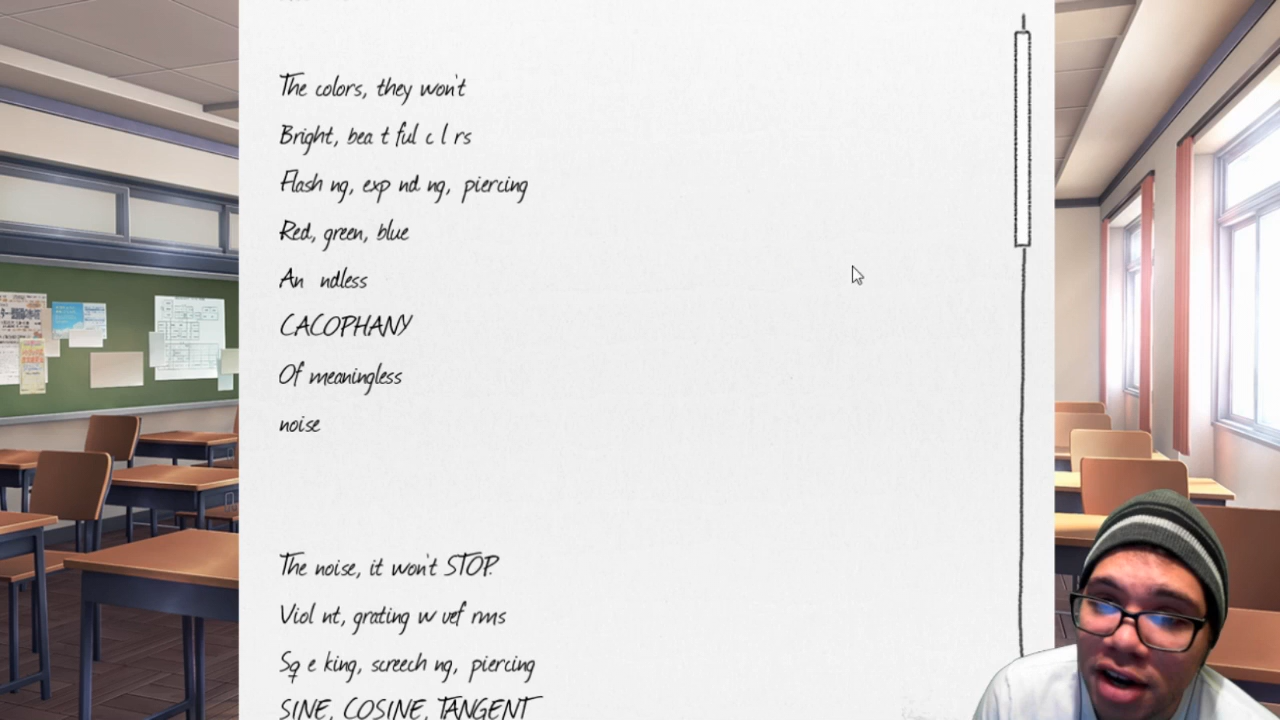 The colors, they won't
Bright, bea t ful c l rs
Flash ng, exp nd ng, piercing
Red, green, blue
An ndless
CACOPHANY
Of meaningless
noise
The noise, it won't STOP.
Viol nt, grating w vef rms
Sq e king, screech ng, piercing
SINE, COSINE, TANGENT